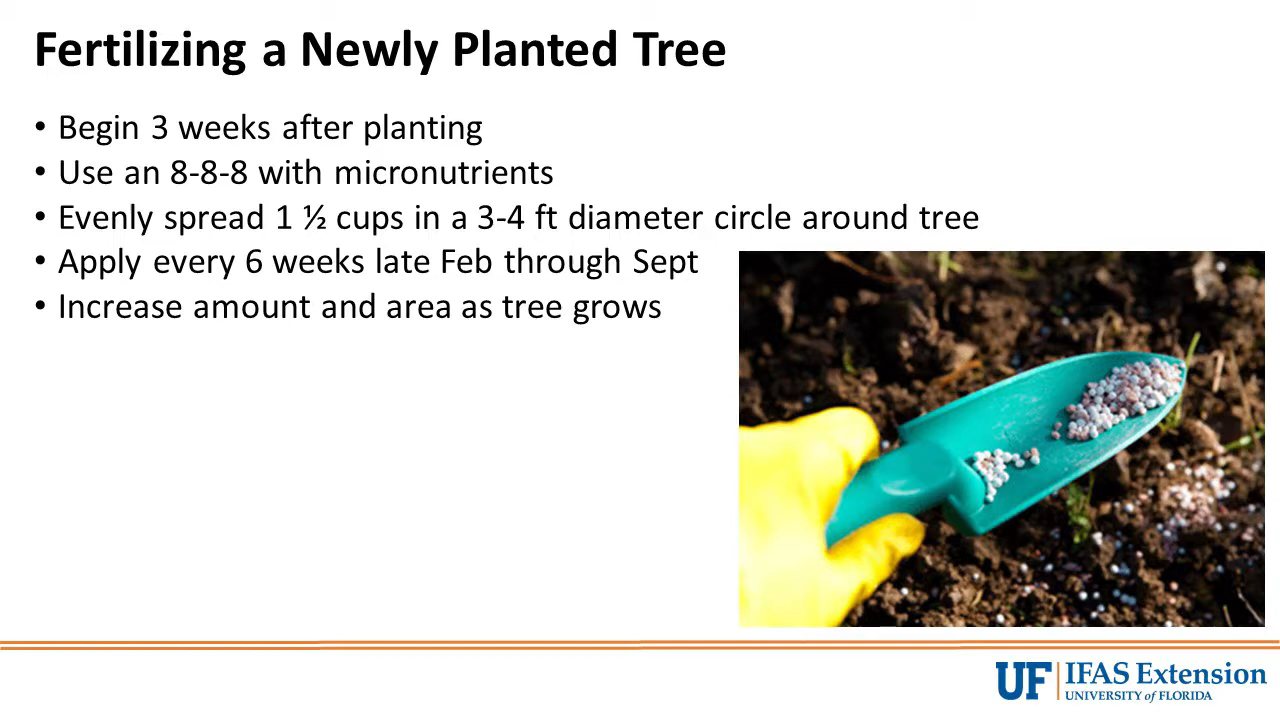 Fertilizing a Newly Planted Tree
• Begin 3 weeks after planting
• Use an 8-8-8 with micronutrients
• Evenly spread 1 ½ cups in a 3-4 ft diameter circle around tree
• Apply every 6 weeks late Feb through Sept
• Increase amount and area as tree grows
UF IFAS Extension
UNIVERSITY of FLORIDA